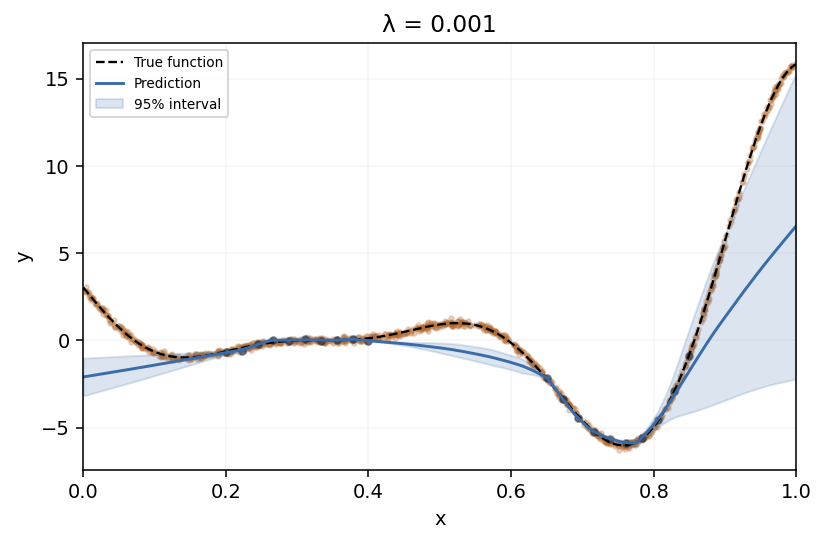 λ = 0.001
True function
Prediction
95% interval
y
15
10
5
0
−5
0.0 0.2 0.4 0.6 0.8 1.0
x